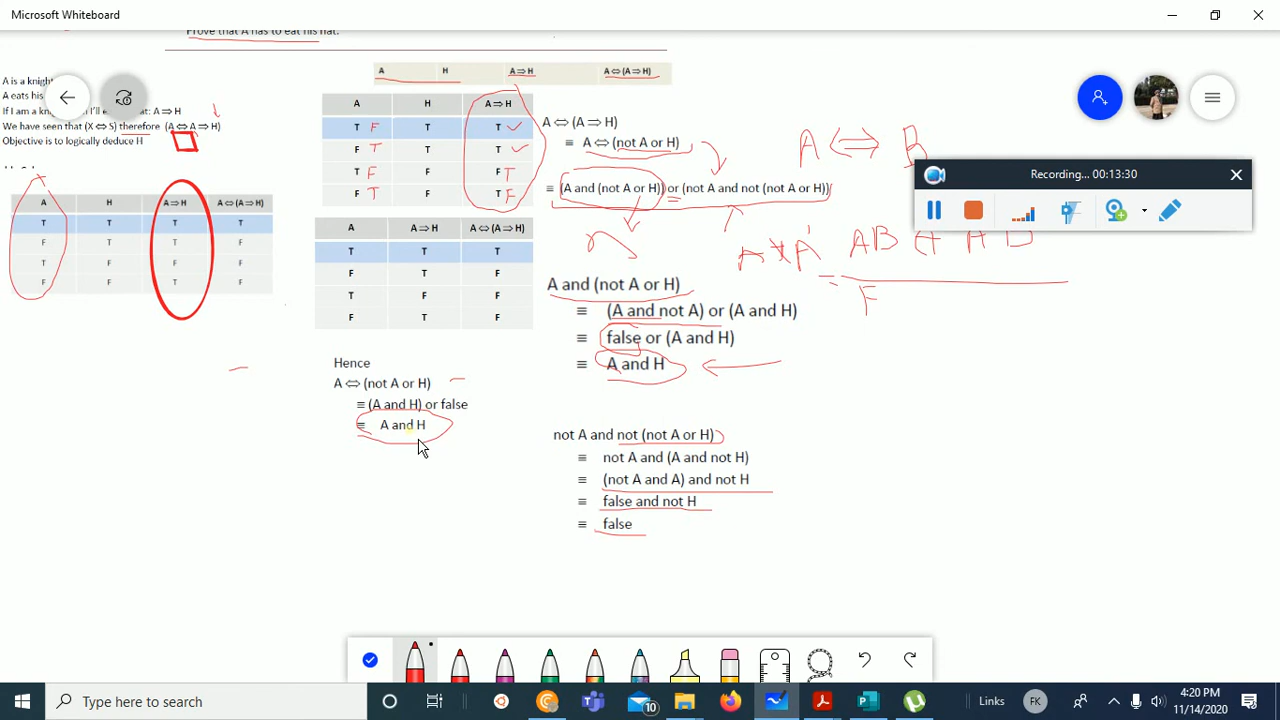 Microsoft Whiteboard
Prove that A has to eat his hat.
A is a knig
A eats his
If I am a kn I'll e at: A ⇒ H
We have seen that (X ⇔ S) therefore (A ⇔ A ⇒ H)
Objective is to logically deduce H
A H A ⇒ H A ⇔ (A ⇒ H)
T T T T
F T T F
T F T F
F F T F
A H A ⇒ H A ⇔ (A ⇒ H)
A H A ⇒ H
T F T T
F T T T
T F F F T
F T F T F
A A ⇒ H A ⇔ (A ⇒ H)
T T T
F T F
T F F
F T F
Hence
A ⇔ (not A or H)
≡ (A and H) or false
≡ A and H
A ⇔ (A ⇒ H)
≡ A ⇔ (not A or H)
≡ (A and (not A or H)) or (not A and not (not A or H))
A and (not A or H)
≡ (A and not A) or (A and H)
≡ false or (A and H)
≡ A and H
not A and not (not A or H)
≡ not A and (A and not H)
≡ (not A and A) and not H
≡ false and not H
≡ false
A ⇔ B
Recording... 00:13:30
AB
=
F
Type here to search
10
Links
FK
4:20 PM
11/14/2020